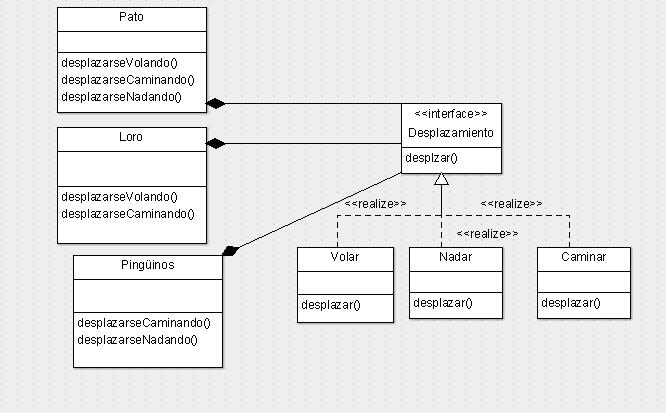 Pato
desplazarseVolando()
desplazarseCaminando()
desplazarseNadando()
Loro
desplazarseVolando()
desplazarseCaminando()
Pingüinos
desplazarseCaminando()
desplazarseNadando()
<<interface>>
Desplazamiento
desplzar()
<<realize>>
<<realize>>
<<realize>>
Volar
desplazar()
Nadar
desplazar()
Caminar
desplazar()